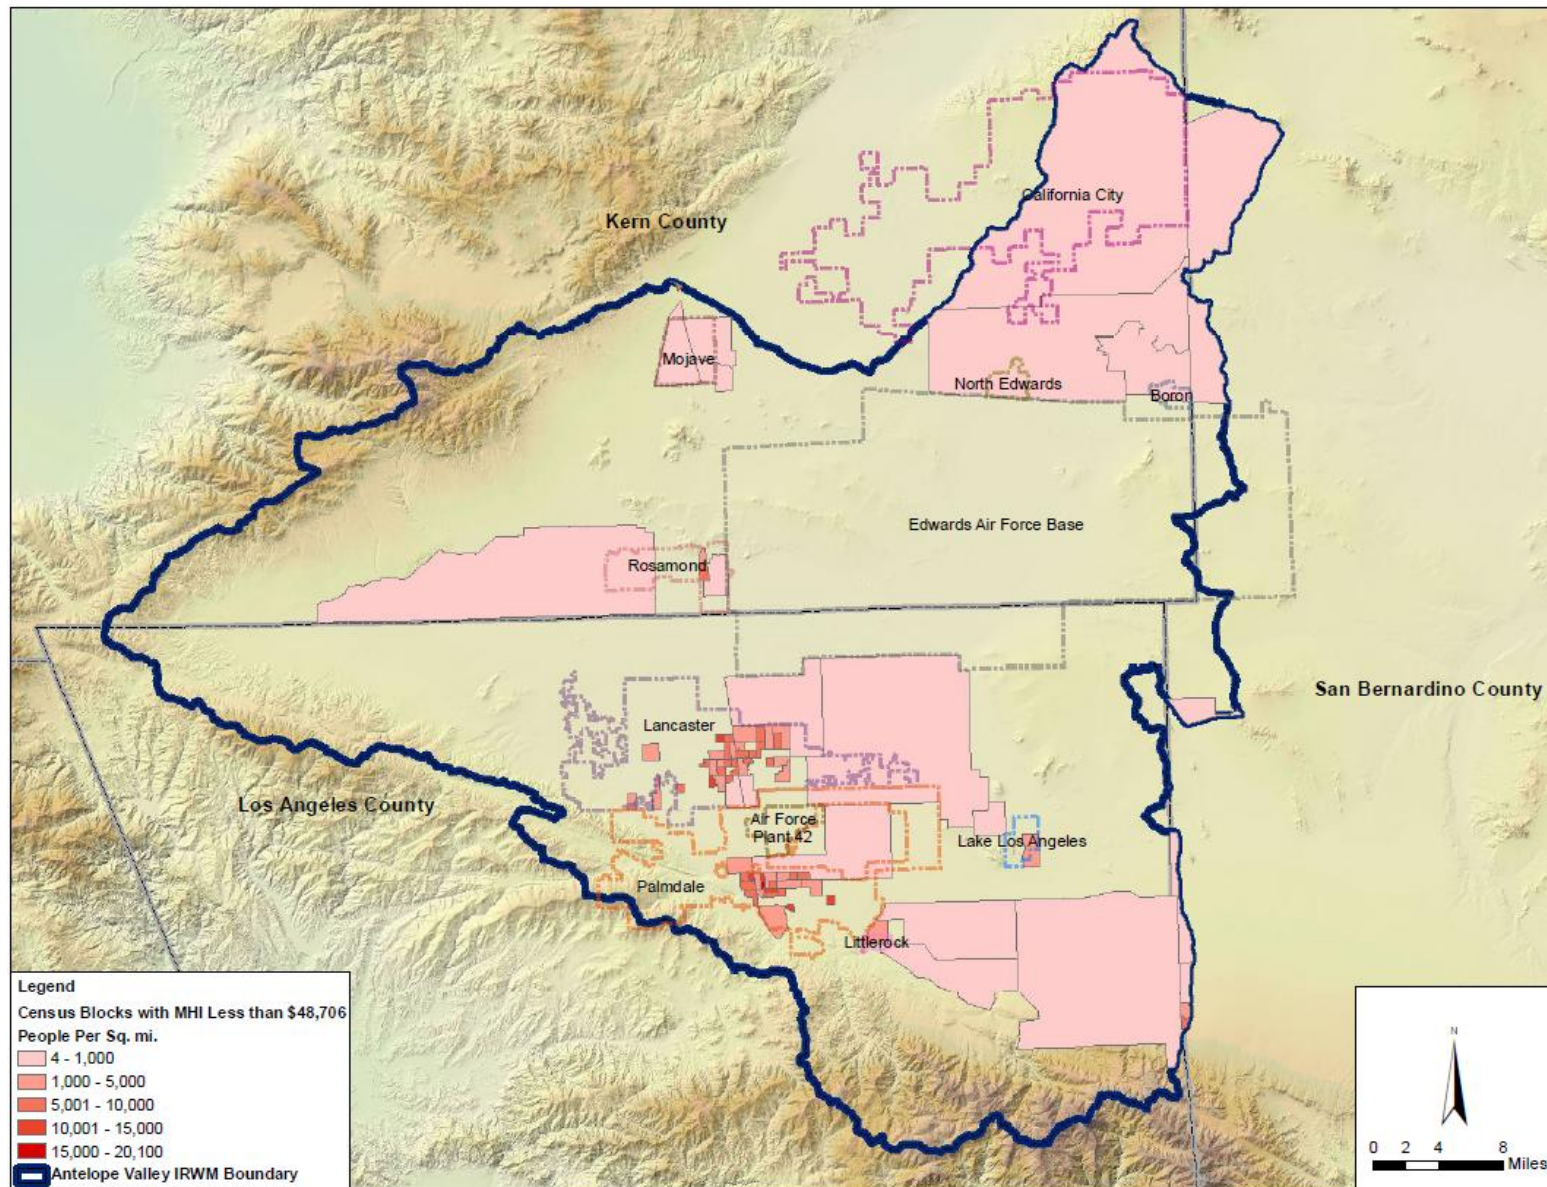 Kern County
California City
Mojave
North Edwards
Boron
Edwards Air Force Base
Rosamond
San Bernardino County
Lancaster
Los Angeles County
Air Force
Plant 42
Lake Los Angeles
Palmdale
Littlerock
Legend
Census Blocks with MHI Less than $48,706
People Per Sq. mi.
4 - 1,000
1,000 - 5,000
5,001 - 10,000
10,001 - 15,000
15,000 - 20,100
Antelope Valley IRWM Boundary
N
0 2 4 8
Miles